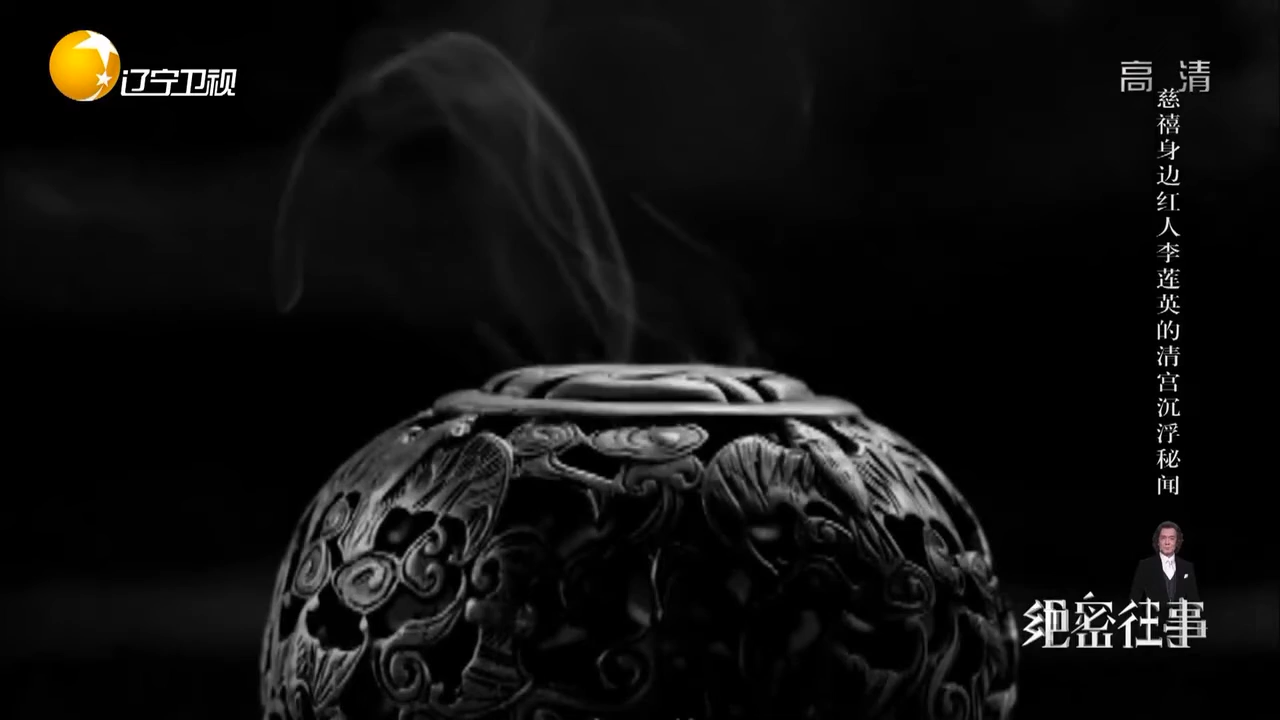 辽宁卫视
高清
慈禧身边红人李莲英的清宫沉浮秘闻
绝密往事